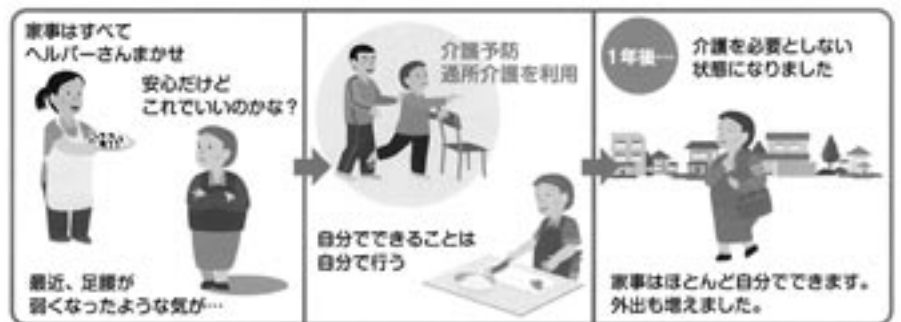 家事はすべて
ヘルパーさんまかせ
安心だけど
これでいいのかな？
最近、足腰が
弱くなったような気が…
介護予防
通所介護を利用
自分でできることは
自分で行う
1年後…
介護を必要としない
状態になりました
家事はほとんど自分でできます。
外出も増えました。